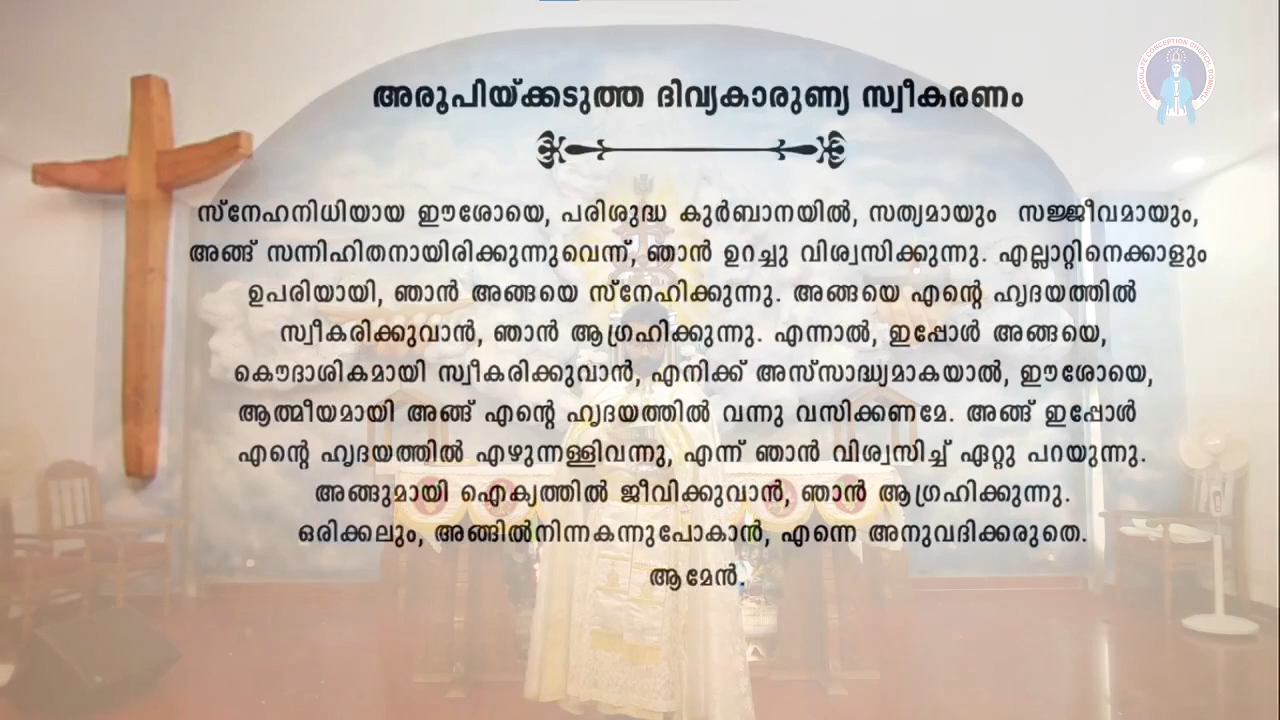 അരൂപിയ്ക്കടുത്ത ദിവ്യകാരുണ്യ സ്വീകരണം
സ്നേഹനിധിയായ ഈശോയെ, പരിശുദ്ധ കുർബാനയിൽ, സത്യമായും സജ്ജീവമായും,
അങ്ങ് സന്നിഹിതനായിരിക്കുന്നുവെന്ന്, ഞാൻ ഉറച്ചു വിശ്വസിക്കുന്നു. എല്ലാറ്റിനെക്കാളും
ഉപരിയായി, ഞാൻ അങ്ങയെ സ്നേഹിക്കുന്നു. അങ്ങയെ എന്റെ ഹൃദയത്തിൽ
സ്വീകരിക്കുവാൻ, ഞാൻ ആഗ്രഹിക്കുന്നു. എന്നാൽ, ഇപ്പോൾ അങ്ങയെ,
കൌദാശികമായി സ്വീകരിക്കുവാൻ, എനിക്ക് അസ്സാദ്ധ്യമാകയാൽ, ഈശോയെ,
ആത്മീയമായി അങ്ങ് എന്റെ ഹൃദയത്തിൽ വന്നു വസിക്കണമേ. അങ്ങ് ഇപ്പോൾ
എന്റെ ഹൃദയത്തിൽ എഴുന്നള്ളിവന്നു, എന്ന് ഞാൻ വിശ്വസിച്ച് ഏറ്റു പറയുന്നു.
അങ്ങുമായി ഐക്യത്തിൽ ജീവിക്കുവാൻ, ഞാൻ ആഗ്രഹിക്കുന്നു.
ഒരിക്കലും, അങ്ങിൽനിന്നകന്നുപോകാൻ, എന്നെ അനുവദിക്കരുതെ.
ആമേൻ.
IMMACULATE CONCEPTION CHURCH,